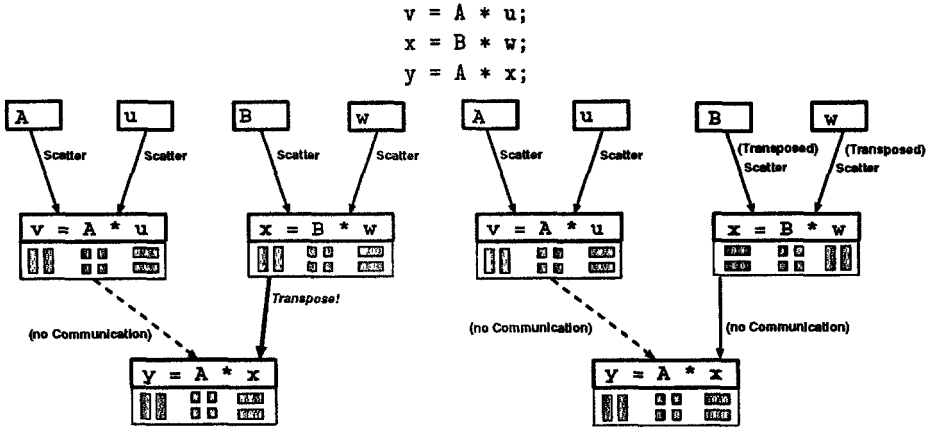 v = A * u;
x = B * w;
y = A * x;
A u B w A u B w
Scatter Scatter Scatter Scatter Scatter Scatter (Transposed) Scatter (Transposed) Scatter
v = A * u x = B * w v = A * u x = B * w
Transpose!
(no Communication) (no Communication) (no Communication)
y = A * x y = A * x